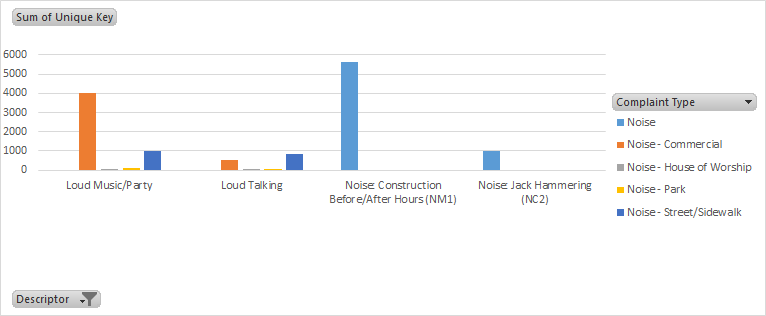 Sum of Unique Key
6000
5000
4000
3000
2000
1000
0
Loud Music/Party
Loud Talking
Noise: Construction
Before/After Hours (NM1)
Noise: Jack Hammering
(NC2)
Complaint Type
Noise
Noise - Commercial
Noise - House of Worship
Noise - Park
Noise - Street/Sidewalk
Descriptor